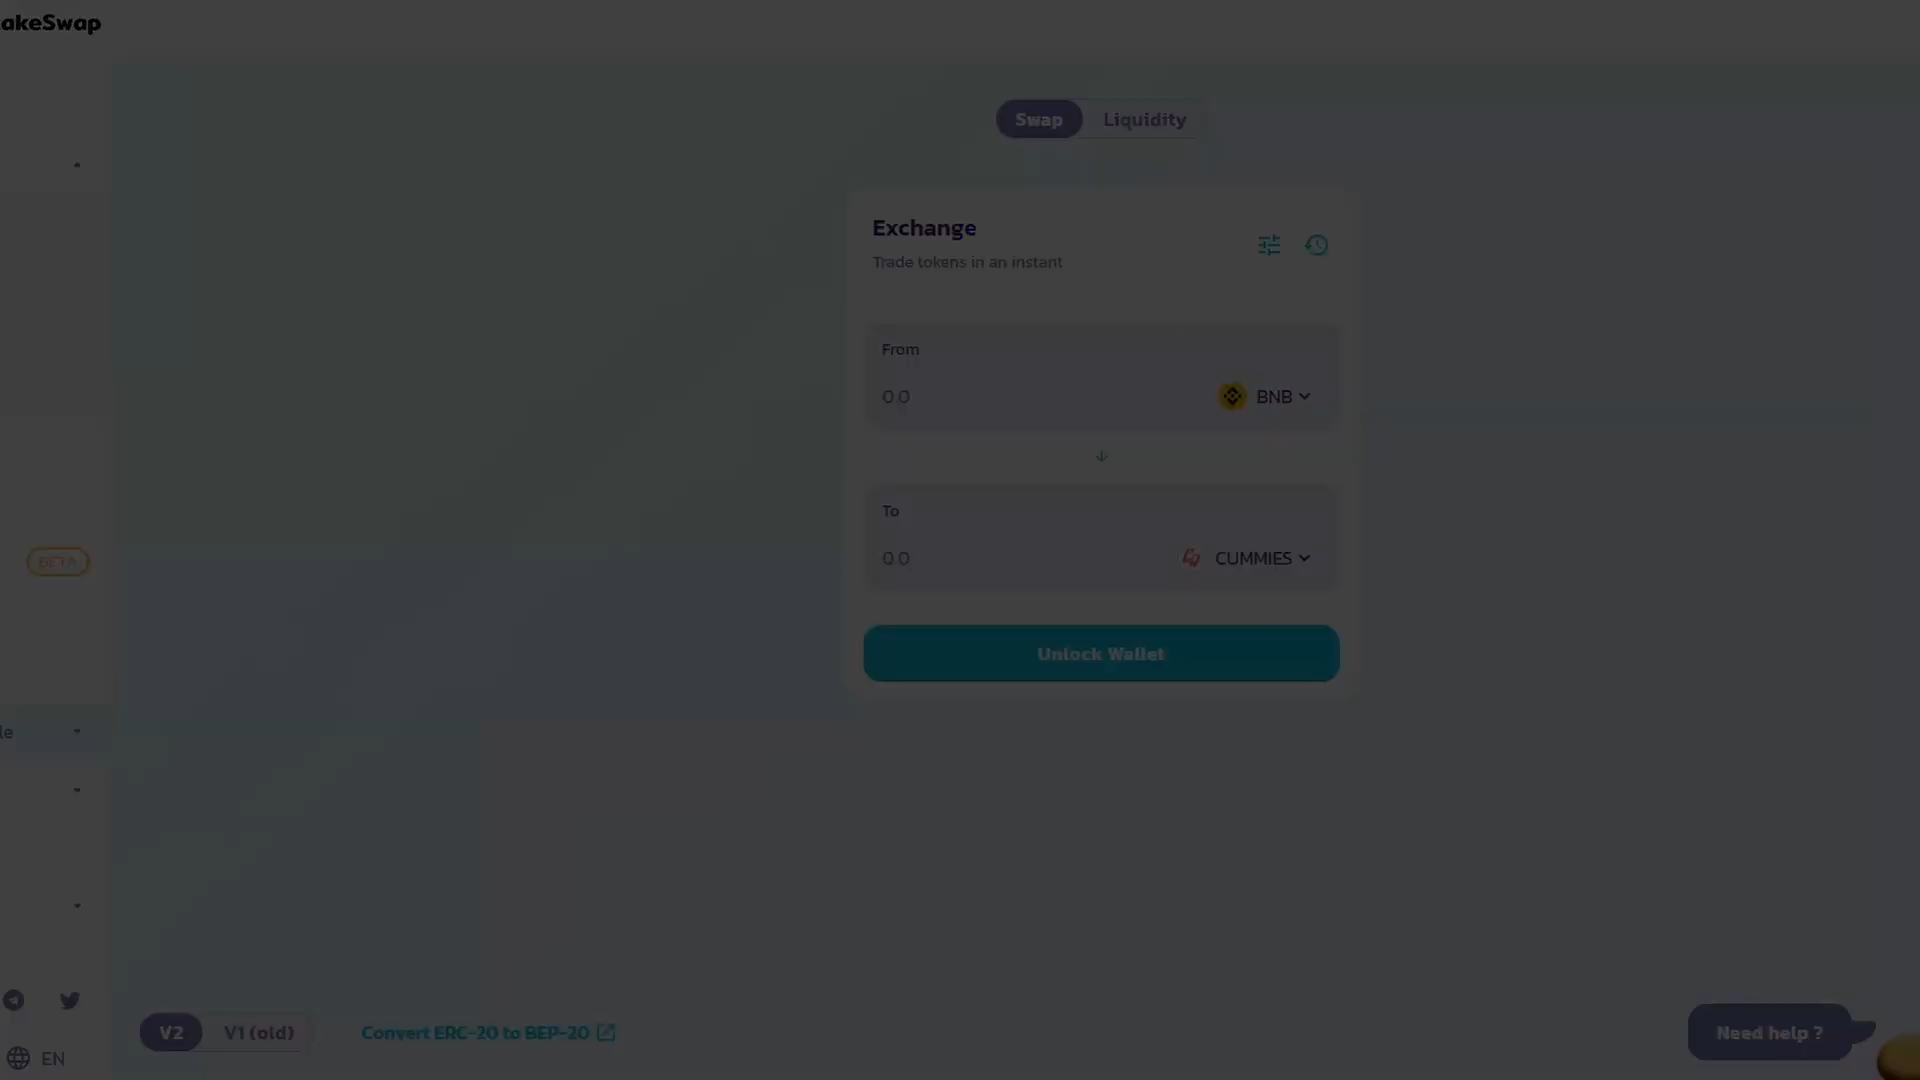 akeSwap
Swap
Liquidity
Exchange
Trade tokens in an instant
From
0.0
BNB
To
0.0
CUMMIES
BETA
Unlock Wallet
le
V2
V1 (old)
Convert ERC-20 to BEP-20
Need help ?
EN